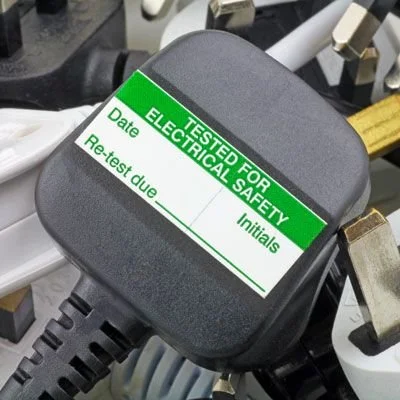 TESTED FOR
ELECTRICAL SAFETY
Date
Initials
Re-test due